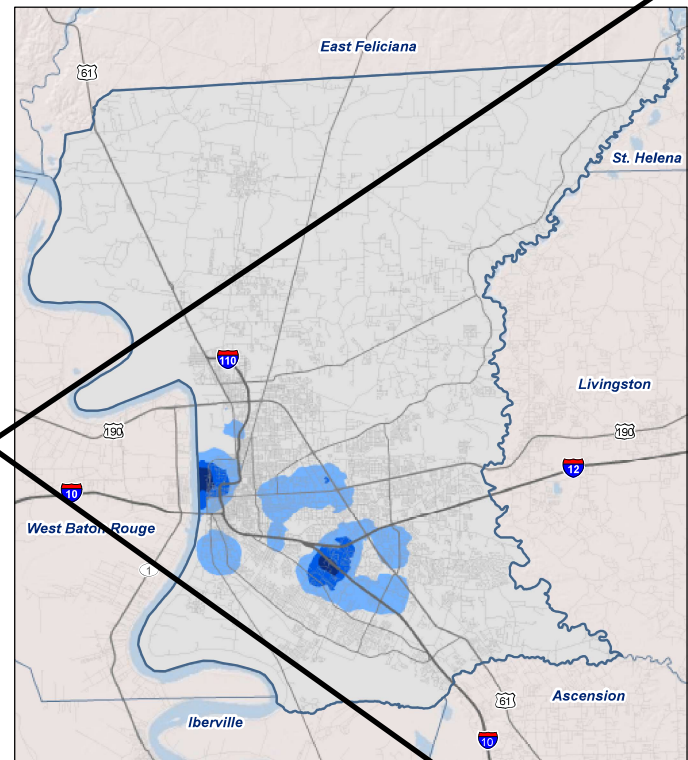 East Feliciana
61
St. Helena
110
Livingston
190
190
12
10
West Baton Rouge
1
Ascension
61
Iberville
10